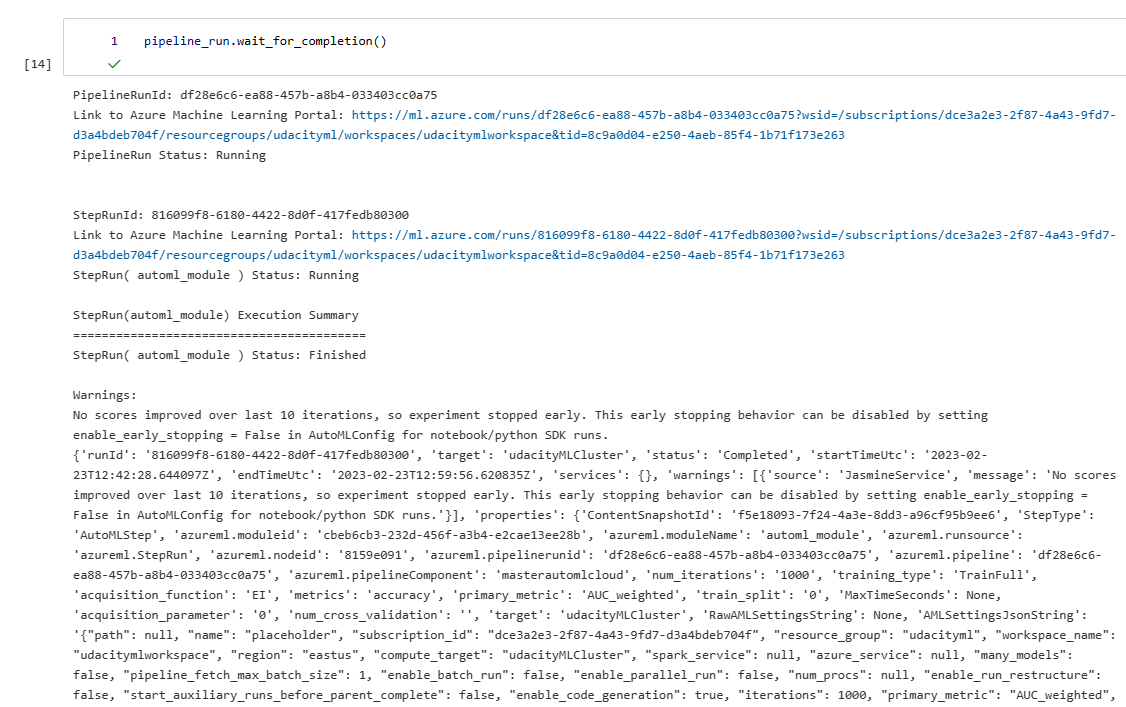 1 pipeline_run.wait_for_completion()
[14]
PipelineRunId: df28e6c6-ea88-457b-a8b4-033403cc0a75
Link to Azure Machine Learning Portal: https://ml.azure.com/runs/df28e6c6-ea88-457b-a8b4-033403cc0a75?wsid=/subscriptions/dce3a2e3-2f87-4a43-9fd7-
d3a4bdeb704f/resourcegroups/udacityml/workspaces/udacitymlworkspace&tid=8c9a0d04-e250-4aeb-85f4-1b71f173e263
PipelineRun Status: Running
StepRunId: 816099f8-6180-4422-8d0f-417fedb80300
Link to Azure Machine Learning Portal: https://ml.azure.com/runs/816099f8-6180-4422-8d0f-417fedb80300?wsid=/subscriptions/dce3a2e3-2f87-4a43-9fd7-
d3a4bdeb704f/resourcegroups/udacityml/workspaces/udacitymlworkspace&tid=8c9a0d04-e250-4aeb-85f4-1b71f173e263
StepRun( automl_module ) Status: Running
StepRun(automl_module) Execution Summary
=========================================
StepRun( automl_module ) Status: Finished
Warnings:
No scores improved over last 10 iterations, so experiment stopped early. This early stopping behavior can be disabled by setting
enable_early_stopping = False in AutoMLConfig for notebook/python SDK runs.
{'runId': '816099f8-6180-4422-8d0f-417fedb80300', 'target': 'udacityMLCluster', 'status': 'Completed', 'startTimeUtc': '2023-02-
23T12:42:28.644097Z', 'endTimeUtc': '2023-02-23T12:59:56.620835Z', 'services': {}, 'warnings': [{'source': 'JasmineService', 'message': 'No scores
improved over last 10 iterations, so experiment stopped early. This early stopping behavior can be disabled by setting enable_early_stopping =
False in AutoMLConfig for notebook/python SDK runs.'}], 'properties': {'ContentSnapshotId': 'f5e18093-7f24-4a3e-8dd3-a96cf95b9ee6', 'StepType':
'AutoMLStep', 'azureml.moduleid': 'cbeb6cb3-232d-456f-a3b4-e2cae13ee28b', 'azureml.moduleName': 'automl_module', 'azureml.runsource':
'azureml.StepRun', 'azureml.nodeid': '8159e091', 'azureml.pipelinerunid': 'df28e6c6-ea88-457b-a8b4-033403cc0a75', 'azureml.pipeline': 'df28e6c6-
ea88-457b-a8b4-033403cc0a75', 'azureml.pipelineComponent': 'masterautomlcloud', 'num_iterations': '1000', 'training_type': 'TrainFull',
'acquisition_function': 'EI', 'metrics': 'accuracy', 'primary_metric': 'AUC_weighted', 'train_split': '0', 'MaxTimeSeconds': None,
'acquisition_parameter': '0', 'num_cross_validation': '', 'target': 'udacityMLCluster', 'RawAMLSettingsString': None, 'AMLSettingsJsonString':
'{"path": null, "name": "placeholder", "subscription_id": "dce3a2e3-2f87-4a43-9fd7-d3a4bdeb704f", "resource_group": "udacityml", "workspace_name":
"udacitymlworkspace", "region": "eastus", "compute_target": "udacityMLCluster", "spark_service": null, "azure_service": null, "many_models":
false, "pipeline_fetch_max_batch_size": 1, "enable_batch_run": false, "enable_parallel_run": false, "num_procs": null, "enable_run_restructure":
false, "start_auxiliary_runs_before_parent_complete": false, "enable_code_generation": true, "iterations": 1000, "primary_metric": "AUC_weighted",